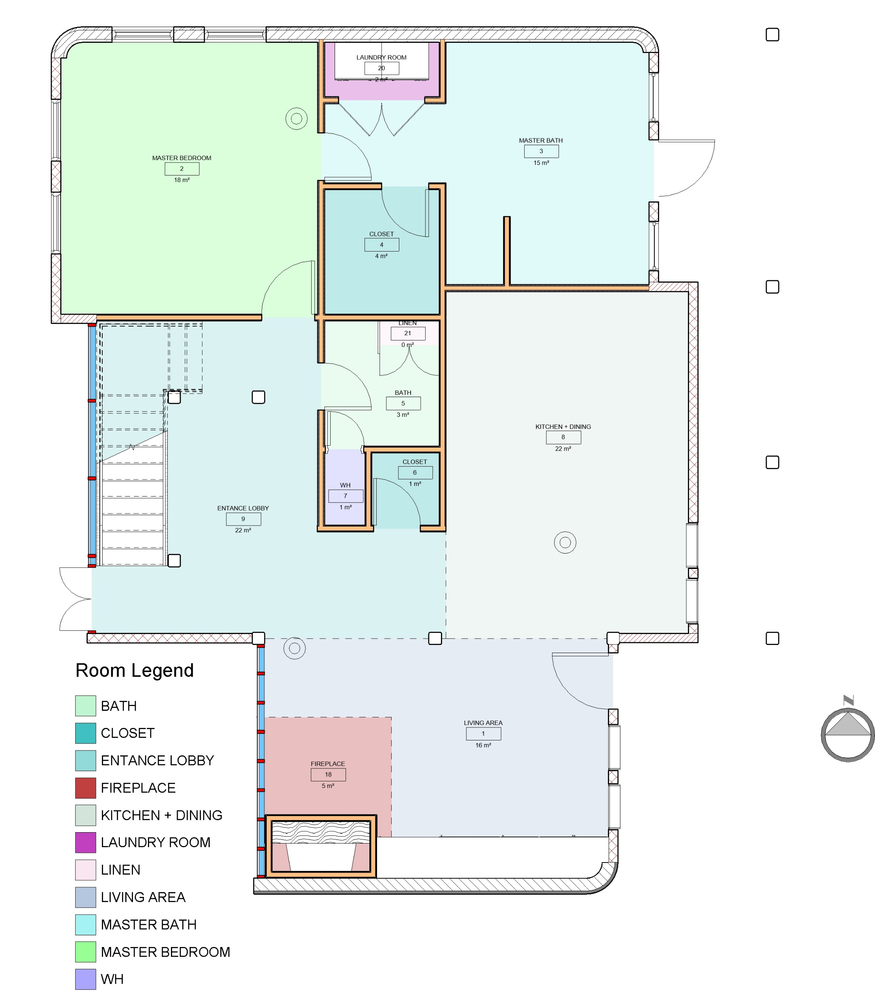 LAUNDRY ROOM
20
2 m²
MASTER BATH
3
15 m²
MASTER BEDROOM
2
18 m²
CLOSET
4
4 m²
LINEN
21
0 m²
BATH
5
3 m²
KITCHEN + DINING
8
22 m²
CLOSET
6
1 m²
WH
7
1 m²
ENTANCE LOBBY
9
22 m²
LIVING AREA
1
16 m²
FIREPLACE
18
5 m²
N
Room Legend
BATH
CLOSET
ENTANCE LOBBY
FIREPLACE
KITCHEN + DINING
LAUNDRY ROOM
LINEN
LIVING AREA
MASTER BATH
MASTER BEDROOM
WH